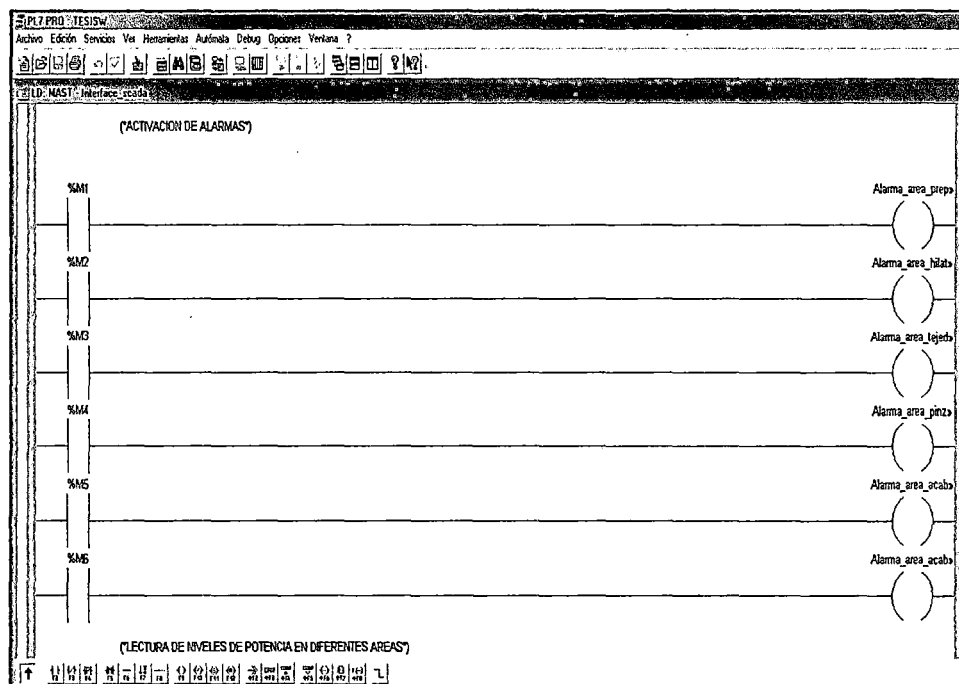 PL7 PRO : TESISW
Archivo Edición Servicios Ver Herramientas Autómata Debug Opciones Ventana ?
LD: MAST - Interface_scada
(*ACTIVACION DE ALARMAS*)
%M1 Alarma_area_prep»
%M2 Alarma_area_hilat»
%M3 Alarma_area_tejed»
%M4 Alarma_area_pinz»
%M5 Alarma_area_acab»
%M6 Alarma_area_acab»
(*LECTURA DE NIVELES DE POTENCIA EN DIFERENTES AREAS*)